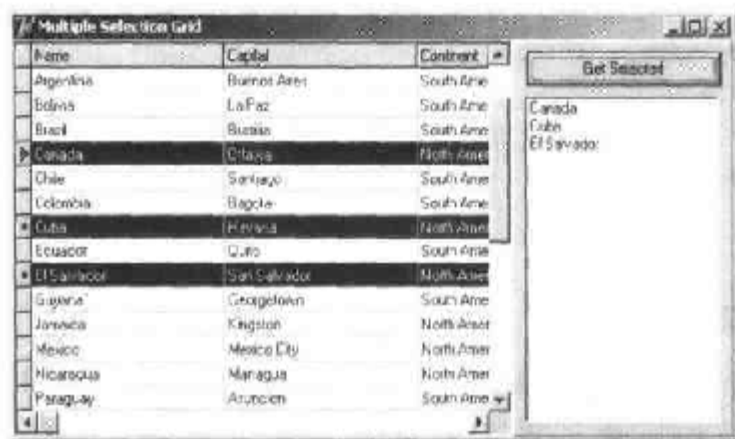 Multiple Selection Grid
Name Capital Continent
Argentina Buenos Aires South Ame
Bolivia La Paz South Ame
Brazil Brasilia South Ame
Canada Ottawa North Amer
Chile Santiago South Ame
Colombia Bagota South Ame
Cuba Havana North Amer
Ecuador Quito South Ame
El Salvador San Salvador North Amer
Guyana Georgetown South Ame
Jamaica Kingston North Amer
Mexico Mexico City North Amer
Nicaragua Managua North Amer
Paraguay Asuncion South Ame
Get Selected
Canada
Cuba
El Salvador